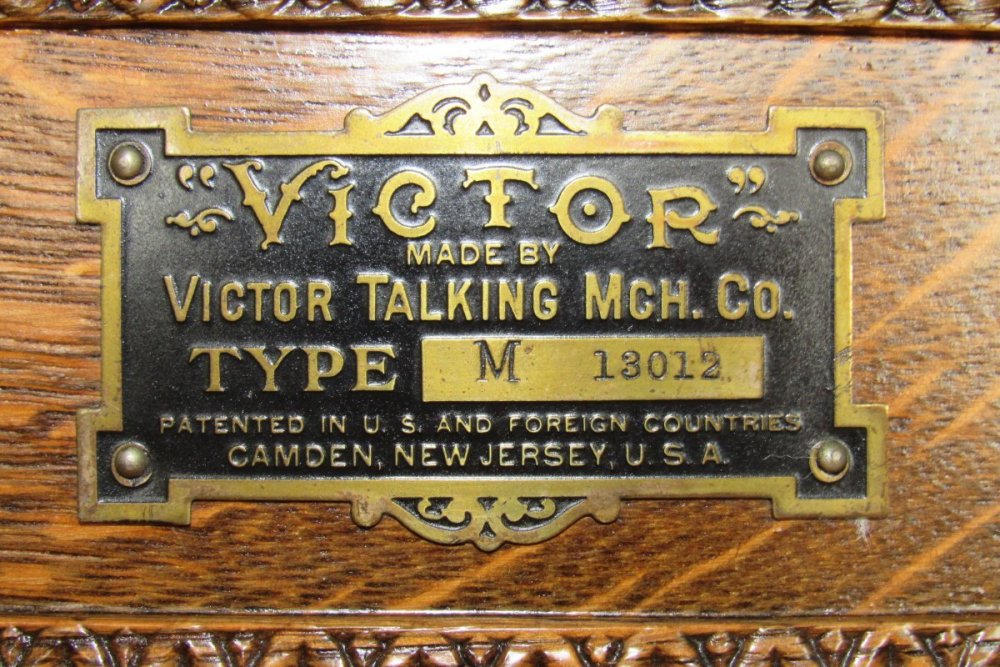 "VICTOR"
MADE BY
VICTOR TALKING MCH. CO.
TYPE M 13012
PATENTED IN U. S. AND FOREIGN COUNTRIES
CAMDEN, NEW JERSEY, U. S. A.